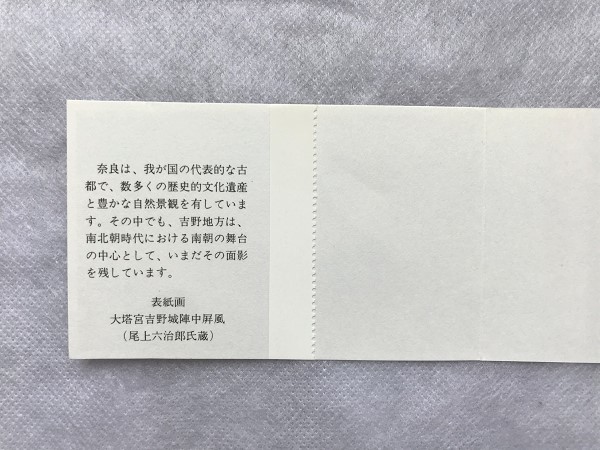 奈良は、我が国の代表的な古
都で、数多くの歴史的文化遺産
と豊かな自然景観を有していま
す。その中でも、吉野地方は、
南北朝時代における南朝の舞台
の中心として、いまだその面影
を残しています。
表紙画
大塔宮吉野城陣中屏風
（尾上六治郎氏蔵）